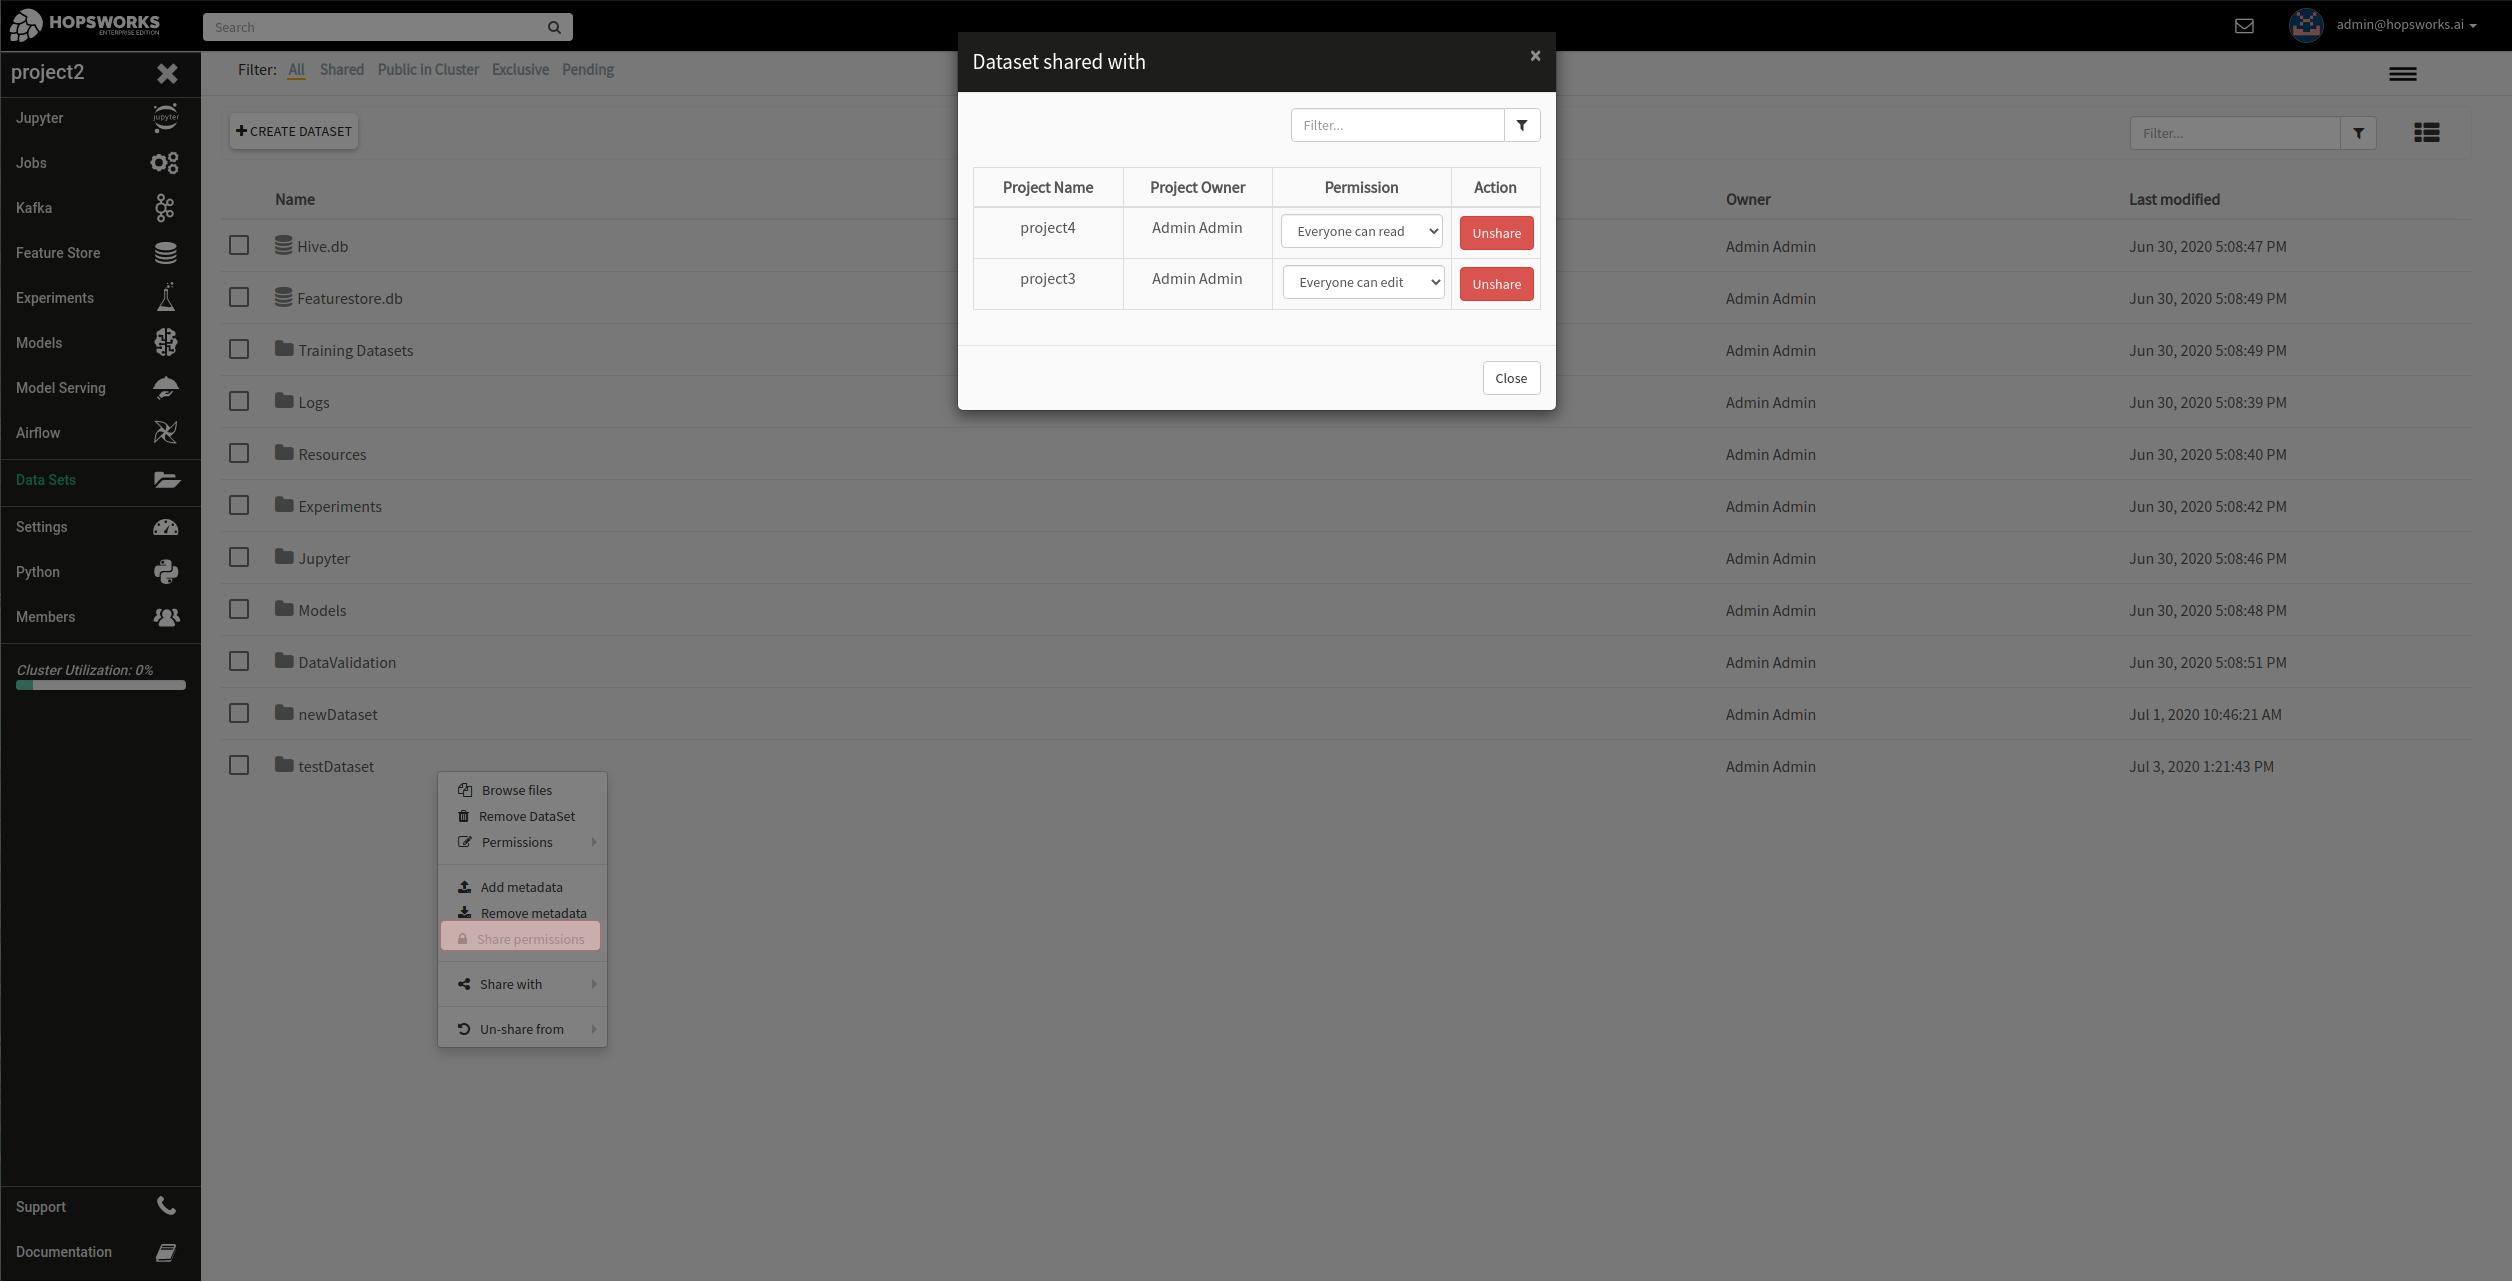 HOPSWORKS
ENTERPRISE EDITION
Search
admin@hopsworks.ai
project2
Jupyter
jupyter
Jobs
Kafka
Feature Store
Experiments
Models
Model Serving
Airflow
Data Sets
Settings
Python
Members
Cluster Utilization: 0%
Support
Documentation
Filter: All Shared Public in Cluster Exclusive Pending
CREATE DATASET
Filter...
Name Owner Last modified
Hive.db Admin Admin Jun 30, 2020 5:08:47 PM
Featurestore.db Admin Admin Jun 30, 2020 5:08:49 PM
Training Datasets Admin Admin Jun 30, 2020 5:08:49 PM
Logs Admin Admin Jun 30, 2020 5:08:39 PM
Resources Admin Admin Jun 30, 2020 5:08:40 PM
Experiments Admin Admin Jun 30, 2020 5:08:42 PM
Jupyter Admin Admin Jun 30, 2020 5:08:46 PM
Models Admin Admin Jun 30, 2020 5:08:48 PM
DataValidation Admin Admin Jun 30, 2020 5:08:51 PM
newDataset Admin Admin Jul 1, 2020 10:46:21 AM
testDataset Admin Admin Jul 3, 2020 1:21:43 PM
Browse files
Remove DataSet
Permissions
Add metadata
Remove metadata
Share permissions
Share with
Un-share from
Dataset shared with
×
Filter...
Project Name Project Owner Permission Action
project4 Admin Admin Everyone can read Unshare
project3 Admin Admin Everyone can edit Unshare
Close